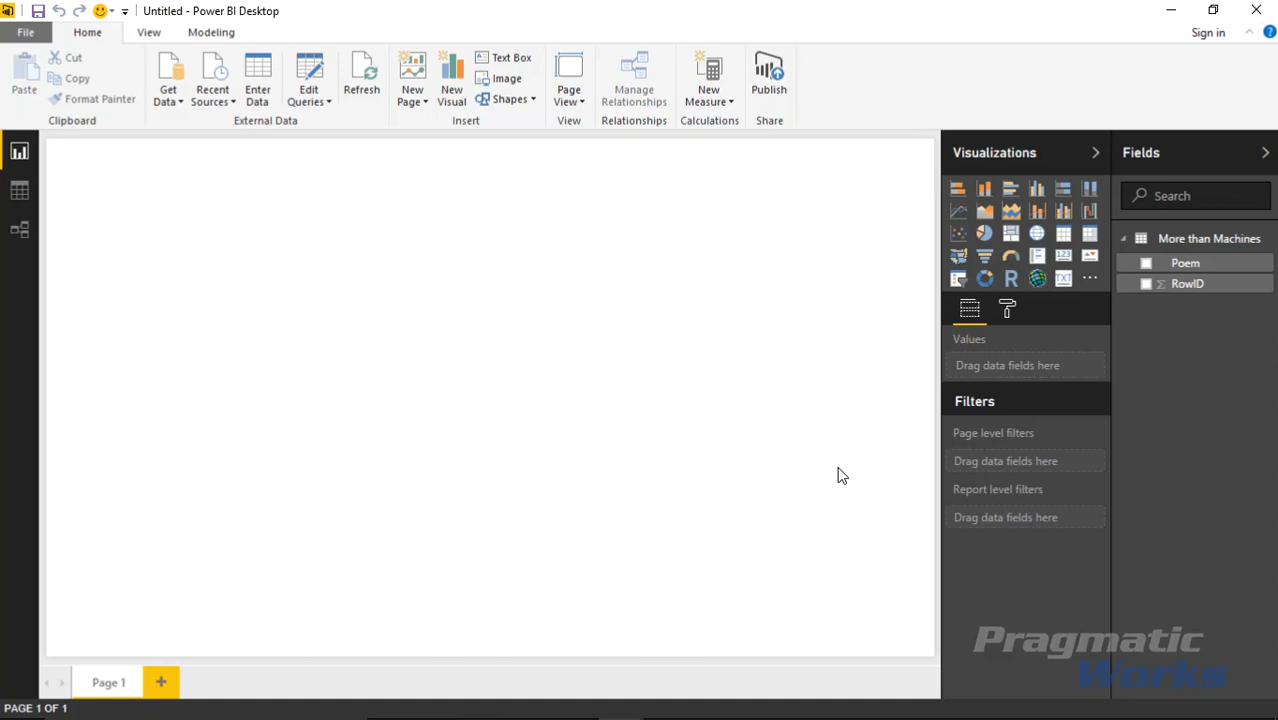 Untitled - Power BI Desktop
File Home View Modeling Sign in
Paste
Cut
Copy
Format Painter
Clipboard
Get Data
Recent Sources
Enter Data
Edit Queries
Refresh
External Data
New Page
New Visual
Text Box
Image
Shapes
Insert
Page View
View
Manage Relationships
Relationships
New Measure
Calculations
Publish
Share
Visualizations
123
R
TXT
Values
Drag data fields here
Filters
Page level filters
Drag data fields here
Report level filters
Drag data fields here
Fields
Search
More than Machines
Poem
Σ RowID
Pragmatic
Works
Page 1
PAGE 1 OF 1